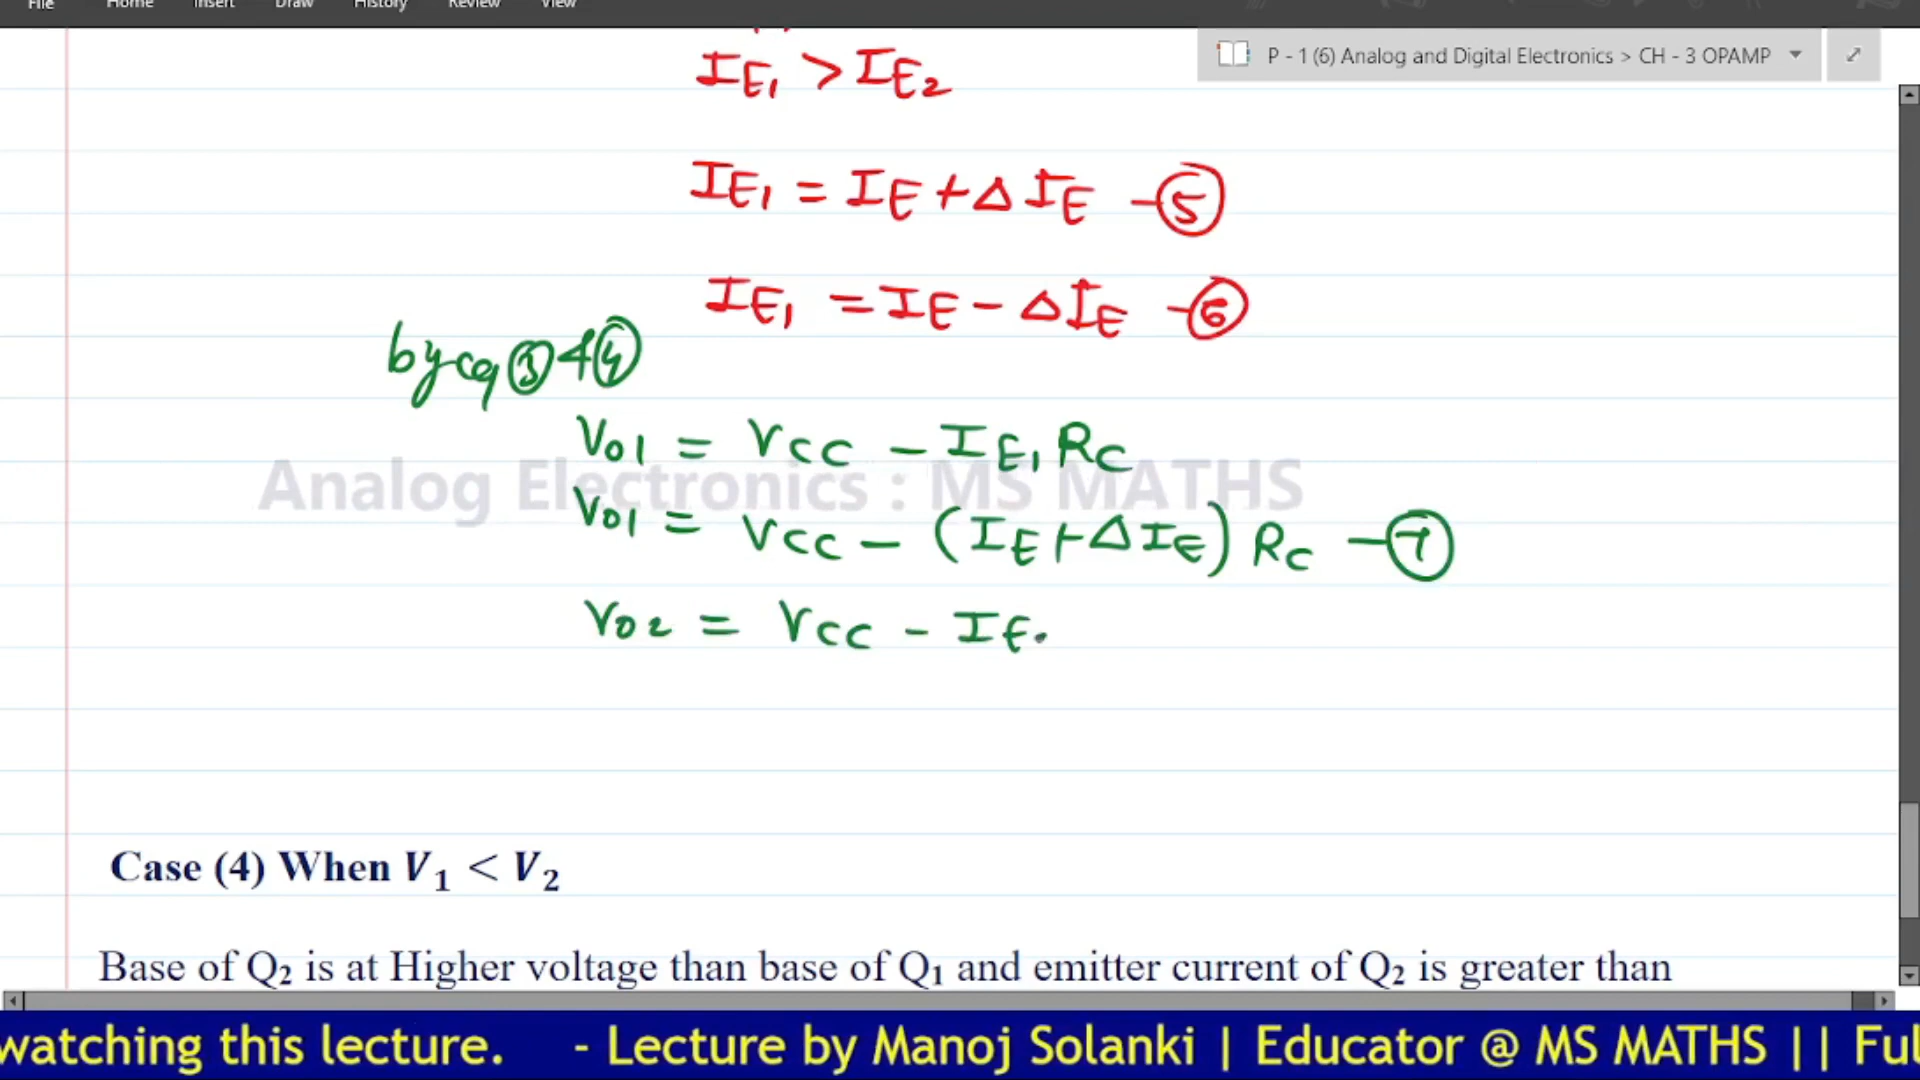 File Home Insert Draw History Review View
P - 1 (6) Analog and Digital Electronics > CH - 3 OPAMP
IE1 > IE2
IE1 = IE + Δ IE - ⑤
IE1 = IE - Δ IE - ⑥
by eq ③ & ④
VO1 = VCC - IE1 RC
Analog Electronics : MS MATHS
VO1 = VCC - (IE + Δ IE) RC - ⑦
VO2 = VCC - IE
Case (4) When V1 < V2
Base of Q2 is at Higher voltage than base of Q1 and emitter current of Q2 is greater than
watching this lecture. - Lecture by Manoj Solanki | Educator @ MS MATHS || Ful